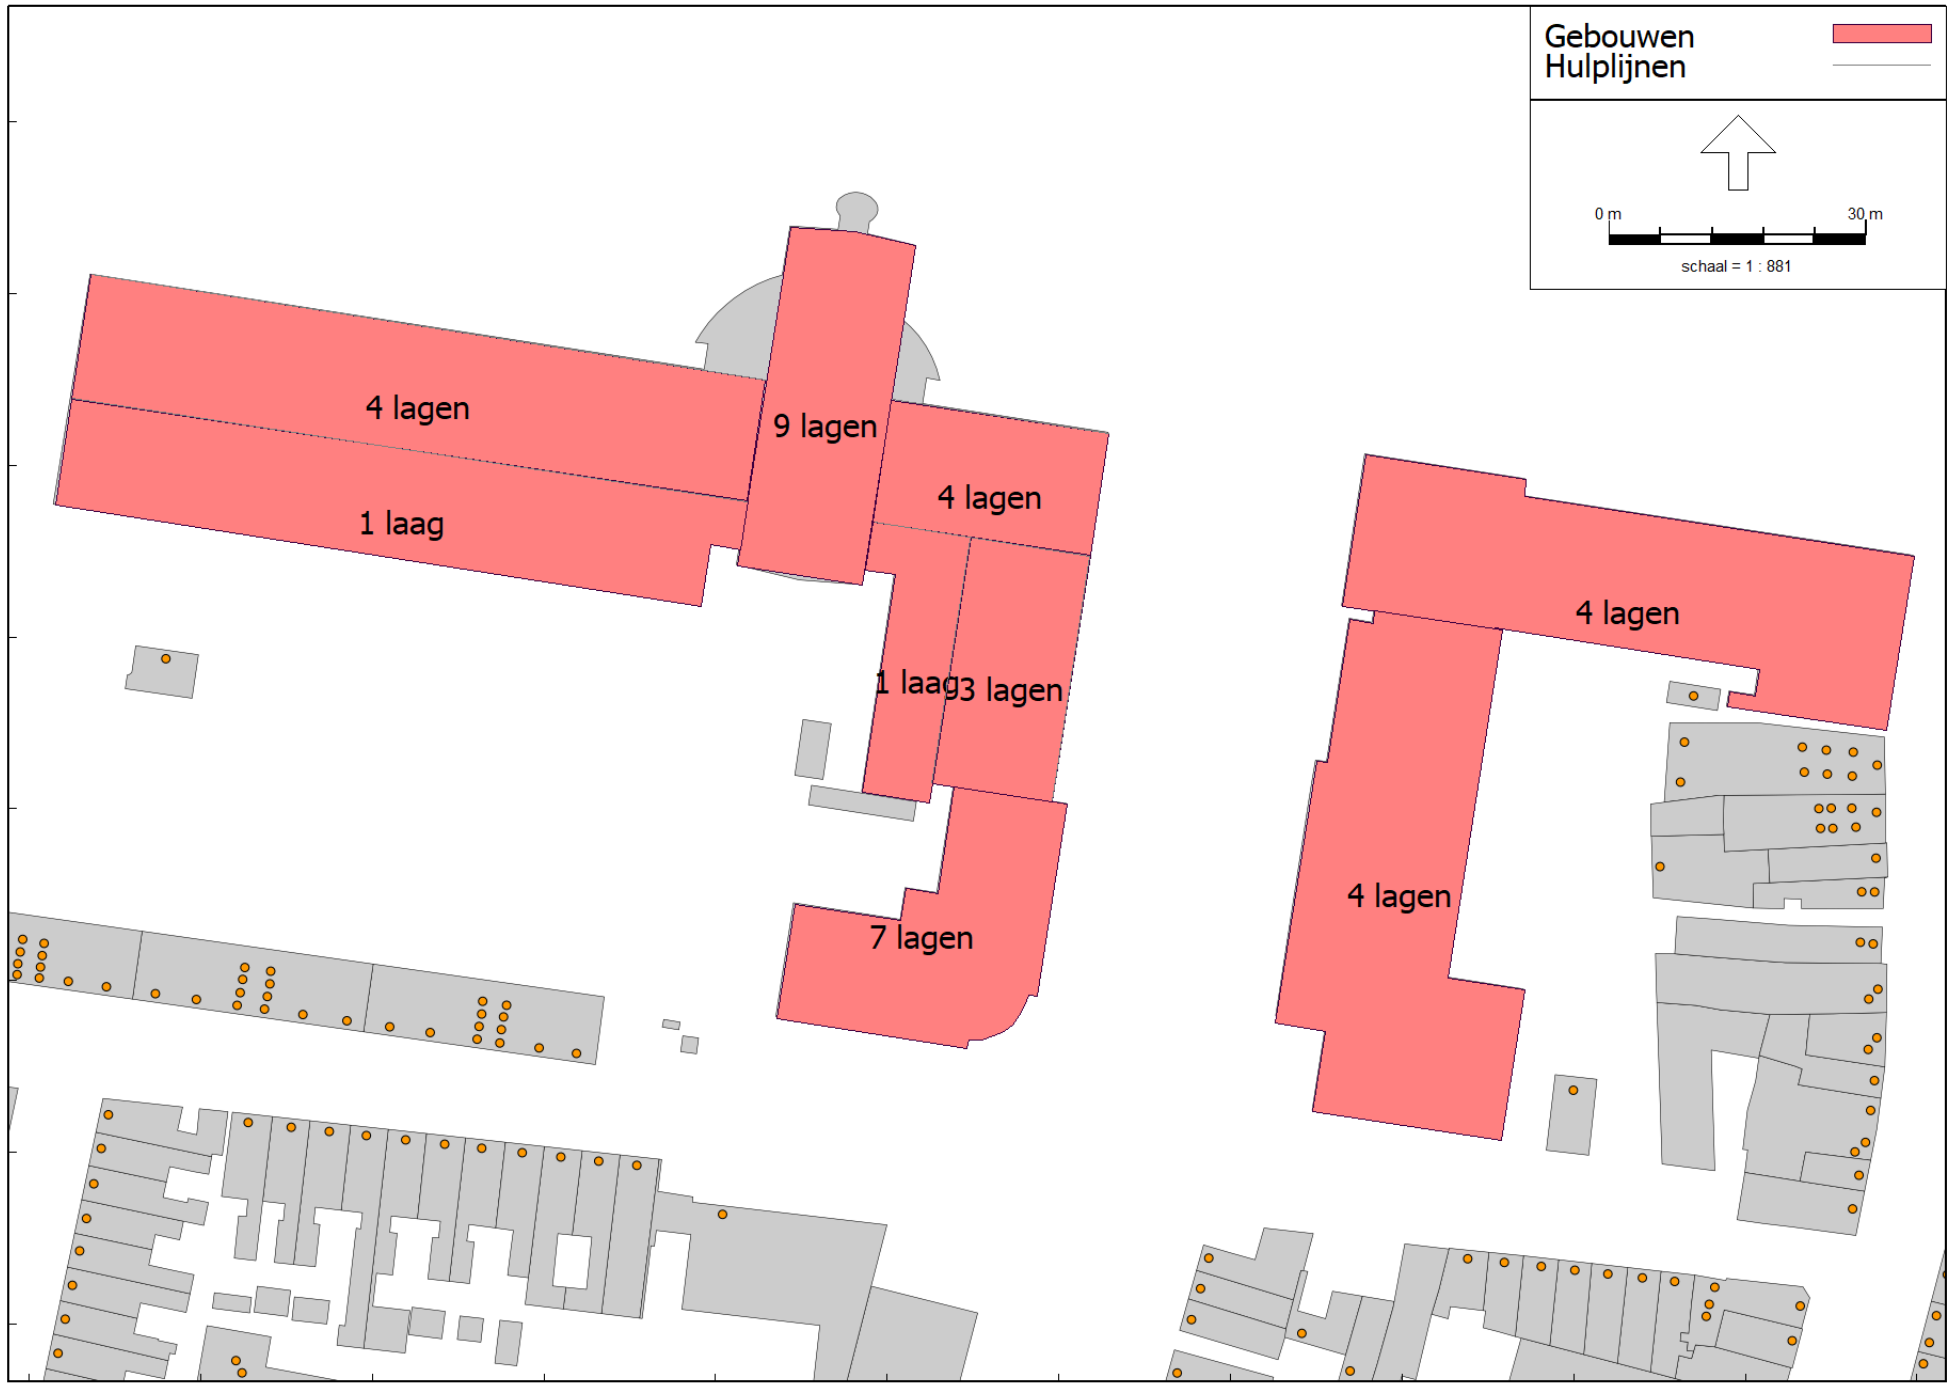 Gebouwen
Hulplijnen
0 m 30 m
schaal = 1 : 881
4 lagen
9 lagen
4 lagen
1 laag
4 lagen
1 laag
3 lagen
4 lagen
7 lagen